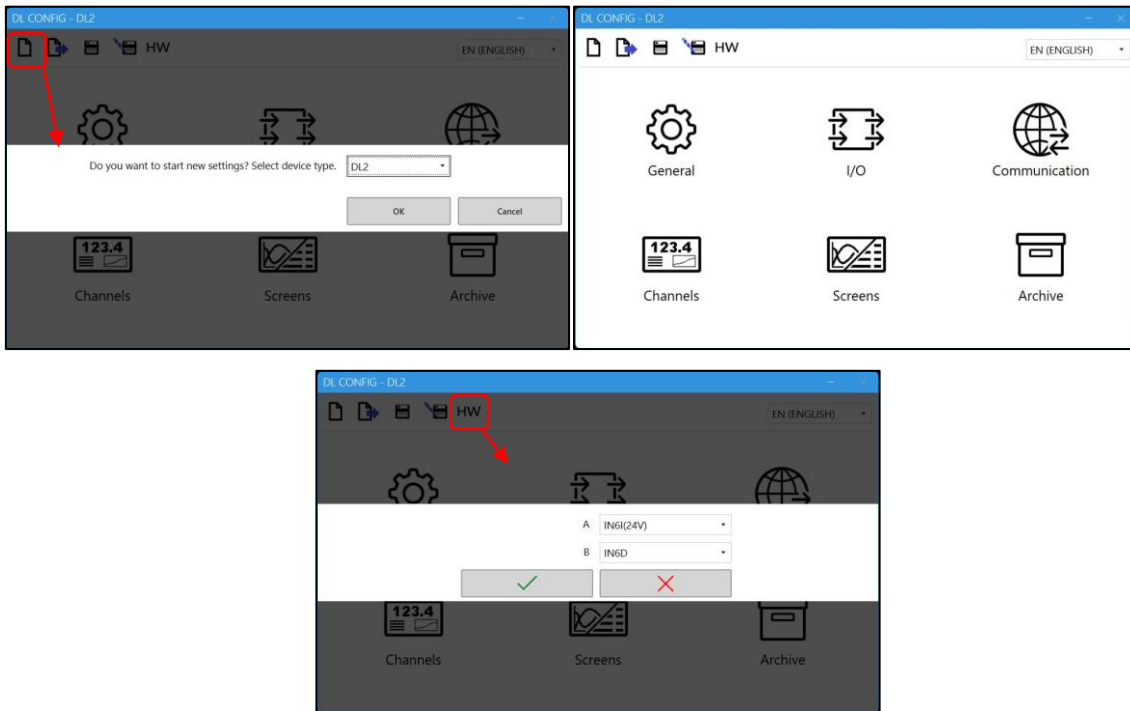 DL CONFIG - DL2
HW
EN (ENGLISH)
Do you want to start new settings? Select device type.
DL2
OK
Cancel
123.4
Channels
Screens
Archive
DL CONFIG - DL2
HW
EN (ENGLISH)
General
I/O
Communication
123.4
Channels
Screens
Archive
DL CONFIG - DL2
HW
EN (ENGLISH)
A
IN6I(24V)
B
IN6D
123.4
Channels
Screens
Archive